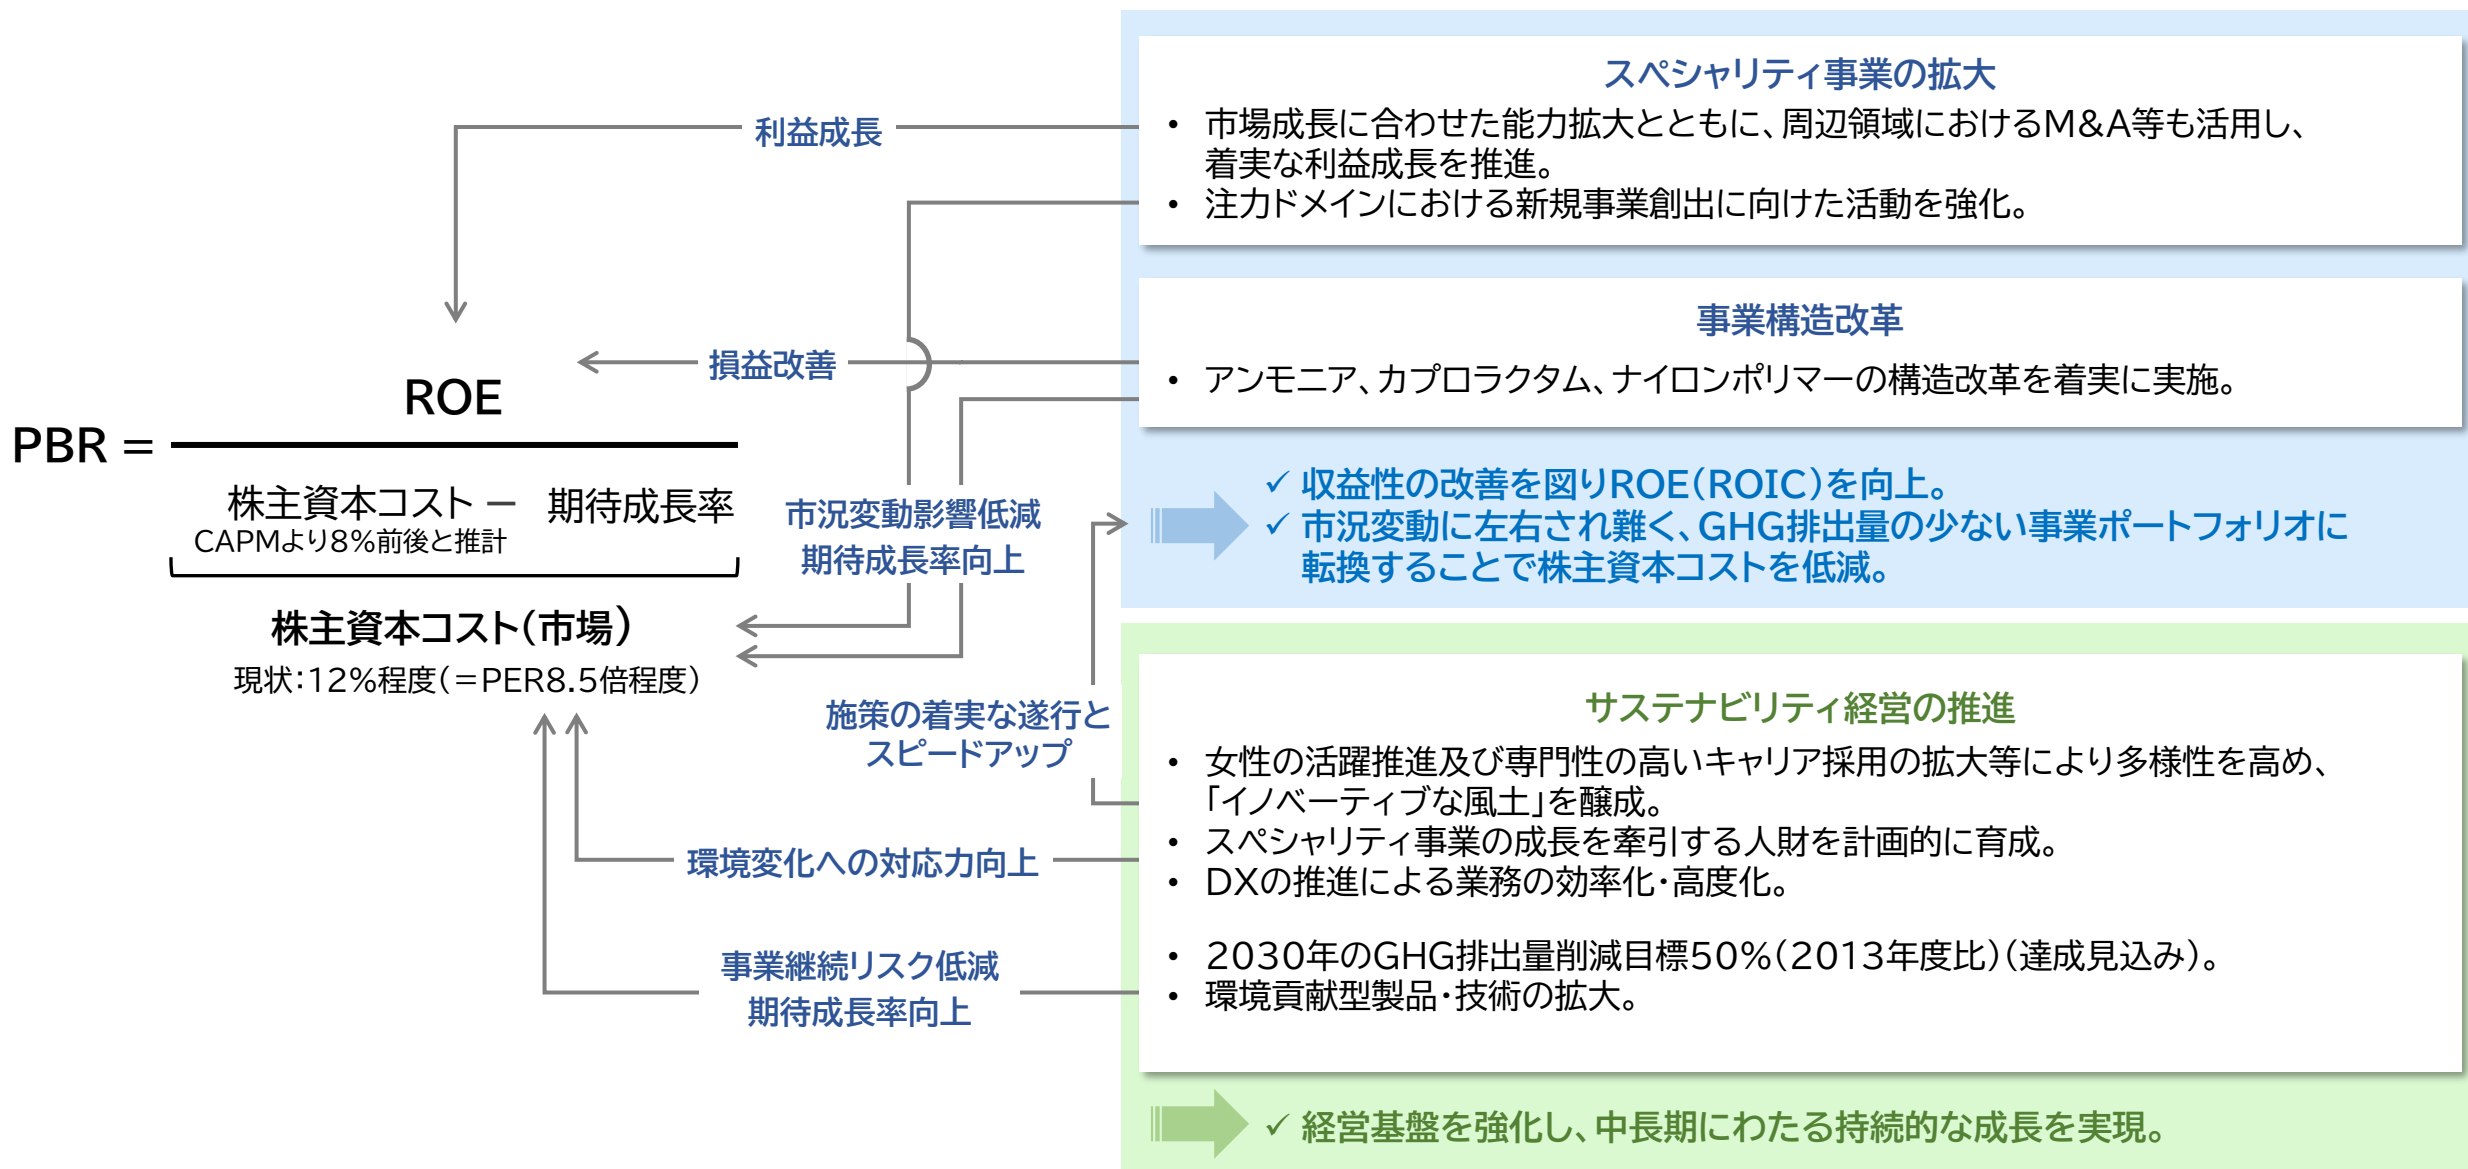 PBR =
ROE
株主資本コスト － 期待成長率
CAPMより8%前後と推計
株主資本コスト(市場)
現状：12%程度(＝PER8.5倍程度)
利益成長
損益改善
市況変動影響低減
期待成長率向上
施策の着実な遂行と
スピードアップ
環境変化への対応力向上
事業継続リスク低減
期待成長率向上
スペシャリティ事業の拡大
• 市場成長に合わせた能力拡大とともに、周辺領域におけるM&A等も活用し、
着実な利益成長を推進。
• 注力ドメインにおける新規事業創出に向けた活動を強化。
事業構造改革
• アンモニア、カプロラクタム、ナイロンポリマーの構造改革を着実に実施。
✓ 収益性の改善を図りROE(ROIC)を向上。
✓ 市況変動に左右され難く、GHG排出量の少ない事業ポートフォリオに
転換することで株主資本コストを低減。
サステナビリティ経営の推進
• 女性の活躍推進及び専門性の高いキャリア採用の拡大等により多様性を高め、
「イノベーティブな風土」を醸成。
• スペシャリティ事業の成長を牽引する人財を計画的に育成。
• DXの推進による業務の効率化・高度化。
• 2030年のGHG排出量削減目標50%(2013年度比)(達成見込み)。
• 環境貢献型製品・技術の拡大。
✓ 経営基盤を強化し、中長期にわたる持続的な成長を実現。